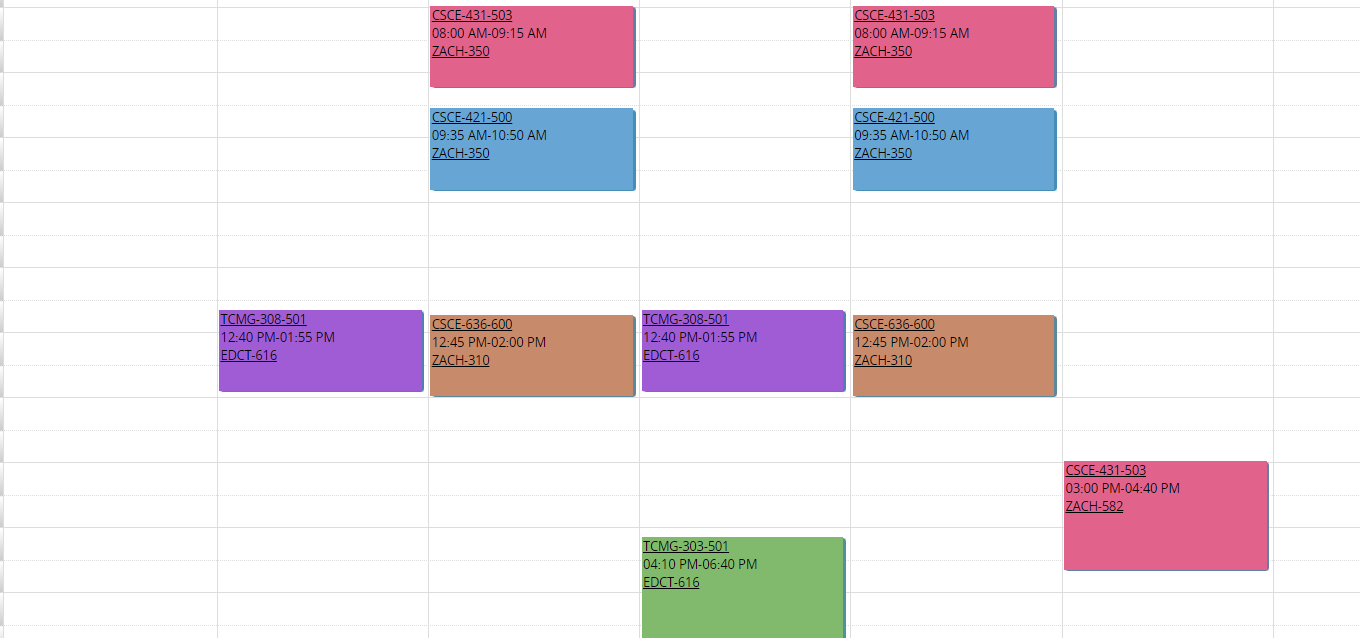 CSCE-431-503
08:00 AM-09:15 AM
ZACH-350
CSCE-431-503
08:00 AM-09:15 AM
ZACH-350
CSCE-421-500
09:35 AM-10:50 AM
ZACH-350
CSCE-421-500
09:35 AM-10:50 AM
ZACH-350
TCMG-308-501
12:40 PM-01:55 PM
EDCT-616
CSCE-636-600
12:45 PM-02:00 PM
ZACH-310
TCMG-308-501
12:40 PM-01:55 PM
EDCT-616
CSCE-636-600
12:45 PM-02:00 PM
ZACH-310
CSCE-431-503
03:00 PM-04:40 PM
ZACH-582
TCMG-303-501
04:10 PM-06:40 PM
EDCT-616